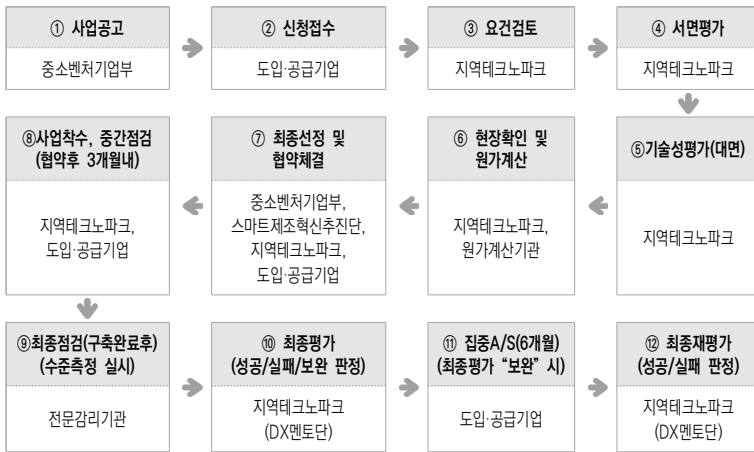 ① 사업공고
중소벤처기업부
② 신청접수
도입·공급기업
③ 요건검토
지역테크노파크
④ 서면평가
지역테크노파크
⑤기술성평가(대면)
지역테크노파크
⑥ 현장확인 및
원가계산
지역테크노파크,
원가계산기관
⑦ 최종선정 및
협약체결
중소벤처기업부,
스마트제조혁신추진단,
지역테크노파크,
도입·공급기업
⑧사업착수, 중간점검
(협약후 3개월내)
지역테크노파크,
도입·공급기업
⑨최종점검(구축완료후)
(수준측정 실시)
전문감리기관
⑩ 최종평가
(성공/실패/보완 판정)
지역테크노파크
(DX멘토단)
⑪ 집중A/S(6개월)
(최종평가 “보완” 시)
도입·공급기업
⑫ 최종재평가
(성공/실패 판정)
지역테크노파크
(DX멘토단)